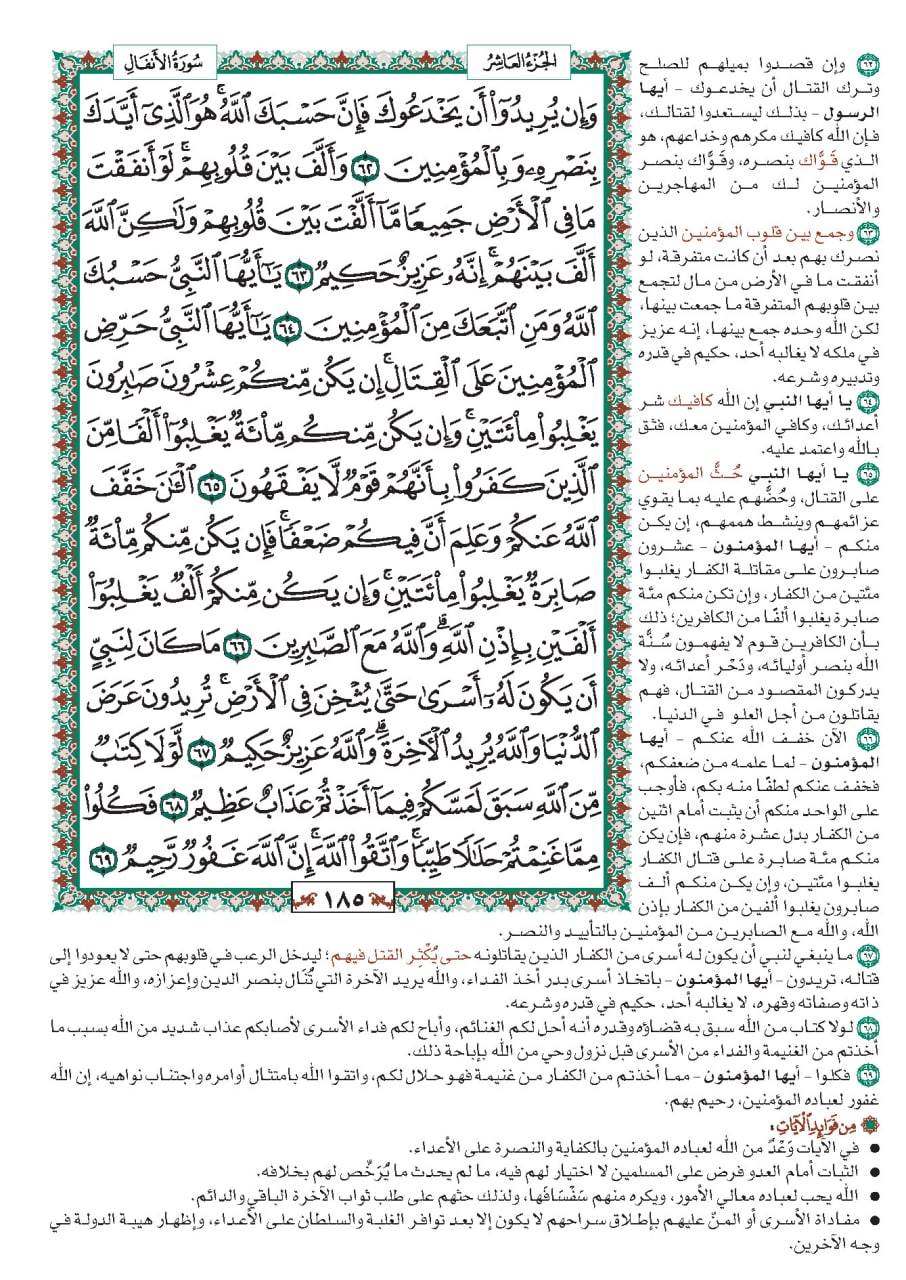 سُورَةُ الأَنفَالِ
الجُزْءُ العَاشِرُ
وَإِن يُرِيدُوٓاْ أَن يَخْدَعُوكَ فَإِنَّ حَسْبَكَ ٱللَّهُۚ هُوَ ٱلَّذِيٓ أَيَّدَكَ
بِنَصْرِهِۦ وَبِٱلْمُؤْمِنِينَ ٦٢ وَأَلَّفَ بَيْنَ قُلُوبِهِمْۚ لَوْ أَنفَقْتَ
مَا فِي ٱلْأَرْضِ جَمِيعٗا مَّآ أَلَّفْتَ بَيْنَ قُلُوبِهِمْ وَلَٰكِنَّ ٱللَّهَ
أَلَّفَ بَيْنَهُمْۚ إِنَّهُۥ عَزِيزٌ حَكِيمٞ ٦٣ يَٰٓأَيُّهَا ٱلنَّبِيُّ حَسْبُكَ
ٱللَّهُ وَمَنِ ٱتَّبَعَكَ مِنَ ٱلْمُؤْمِنِينَ ٦٤ يَٰٓأَيُّهَا ٱلنَّبِيُّ حَرِّضِ
ٱلْمُؤْمِنِينَ عَلَى ٱلْقِتَالِۚ إِن يَكُن مِّنكُمْ عِشْرُونَ صَٰبِرُونَ
يَغْلِبُواْ مِاْئَتَيْنِۚ وَإِن يَكُن مِّنكُم مِّاْئَةٞ يَغْلِبُوٓاْ أَلْفٗا مِّنَ
ٱلَّذِينَ كَفَرُواْ بِأَنَّهُمْ قَوْمٞ لَّا يَفْقَهُونَ ٦٥ ٱلْـَٰٔنَ خَفَّفَ
ٱللَّهُ عَنكُمْ وَعَلِمَ أَنَّ فِيكُمْ ضَعْفٗاۚ فَإِن يَكُن مِّنكُم مِّاْئَةٞ
صَابِرَةٞ يَغْلِبُواْ مِاْئَتَيْنِۚ وَإِن يَكُن مِّنكُمْ أَلْفٞ يَغْلِبُوٓاْ
أَلْفَيْنِ بِإِذْنِ ٱللَّهِۗ وَٱللَّهُ مَعَ ٱلصَّٰبِرِينَ ٦٦ مَا كَانَ لِنَبِيٍّ
أَن يَكُونَ لَهُۥٓ أَسْرَىٰ حَتَّىٰ يُثْخِنَ فِي ٱلْأَرْضِۚ تُرِيدُونَ عَرَضَ
ٱلدُّنْيَا وَٱللَّهُ يُرِيدُ ٱلْأٓخِرَةَۗ وَٱللَّهُ عَزِيزٌ حَكِيمٞ ٦٧ لَّوْلَا كِتَٰبٞ
مِّنَ ٱللَّهِ سَبَقَ لَمَسَّكُمْ فِيمَآ أَخَذْتُمْ عَذَابٌ عَظِيمٞ ٦٨ فَكُلُواْ
مِمَّا غَنِمْتُمْ حَلَٰلٗا طَيِّبٗاۚ وَٱتَّقُواْ ٱللَّهَۚ إِنَّ ٱللَّهَ غَفُورٞ رَّحِيمٞ ٦٩
١٨٥
٦٢ وإن قصدوا بميلهم للصلح
وترك القتال أن يخدعوك - أيها
الرسول - بذلك ليستعدوا لقتالك،
فإن الله كافيك مكرهم وخداعهم، هو
الذي قَوَّاك بنصره، وقَوَّاك بنصر
المؤمنين لك من المهاجرين
والأنصار.
٦٣ وجمع بين قلوب المؤمنين الذين
نصرك بهم بعد أن كانت متفرقة، لو
أنفقت ما في الأرض من مال لتجمع
بين قلوبهم المتفرقة ما جمعت بينها،
لكن الله وحده جمع بينها، إنه عزيز
في ملكه لا يغالبه أحد، حكيم في قدره
وتدبيره وشرعه.
٦٤ يا أيها النبي إن الله كافيك شر
أعدائك، وكافي المؤمنين معك، فثق
بالله واعتمد عليه.
٦٥ يا أيها النبي حُثَّ المؤمنين
على القتال، وحُضَّهم عليه بما يقوي
عزائمهم وينشط هممهم، إن يكن
منكم - أيها المؤمنون - عشرون
صابرون على مقاتلة الكفار يغلبوا
مئتين من الكفار، وإن تكن منكم مئة
صابرة يغلبوا ألفًا من الكافرين؛ ذلك
بأن الكافرين قوم لا يفهمون سُنَّة
الله بنصر أوليائه، ودَحْر أعدائه، ولا
يدركون المقصود من القتال، فهم
يقاتلون من أجل العلو في الدنيا.
٦٦ الآن خفف الله عنكم - أيها
المؤمنون - لما علمه من ضعفكم،
فخفف عنكم لطفًا منه بكم، فأوجب
على الواحد منكم أن يثبت أمام اثنين
من الكفار بدل عشرة منهم، فإن يكن
منكم مئة صابرة على قتال الكفار
يغلبوا مئتين، وإن يكن منكم ألف
صابرون يغلبوا ألفين من الكفار بإذن
الله، والله مع الصابرين من المؤمنين بالتأييد والنصر.
٦٧ ما ينبغي لنبي أن يكون له أسرى من الكفار الذين يقاتلونه حتى يُكْثِر القتل فيهم؛ ليدخل الرعب في قلوبهم حتى لا يعودوا إلى
قتاله، تريدون - أيها المؤمنون - باتخاذ أسرى بدر أخذ الفداء، والله يريد الآخرة التي تُنَال بنصر الدين وإعزازه، والله عزيز في
ذاته وصفاته وقهره، لا يغالبه أحد، حكيم في قدره وشرعه.
٦٨ لولا كتاب من الله سبق به قضاؤه وقدره أنه أحل لكم الغنائم، وأباح لكم فداء الأسرى لأصابكم عذاب شديد من الله بسبب ما
أخذتم من الغنيمة والفداء من الأسرى قبل نزول وحي من الله بإباحة ذلك.
٦٩ فكلوا - أيها المؤمنون - مما أخذتم من الكفار من غنيمة فهو حلال لكم، واتقوا الله بامتثال أوامره واجتناب نواهيه، إن الله
غفور لعباده المؤمنين، رحيم بهم.
مِن فَوَائِدِ الْآيَاتِ:
• في الآيات وَعْدٌ من الله لعباده المؤمنين بالكفاية والنصرة على الأعداء.
• الثبات أمام العدو فرض على المسلمين لا اختيار لهم فيه، ما لم يحدث ما يُرَخِّص لهم بخلافه.
• الله يحب لعباده معالي الأمور، ويكره منهم سَفْسَافَها، ولذلك حثهم على طلب ثواب الآخرة الباقي والدائم.
• مفاداة الأسرى أو المنّ عليهم بإطلاق سراحهم لا يكون إلا بعد توافر الغلبة والسلطان على الأعداء، وإظهار هيبة الدولة في
وجه الآخرين.